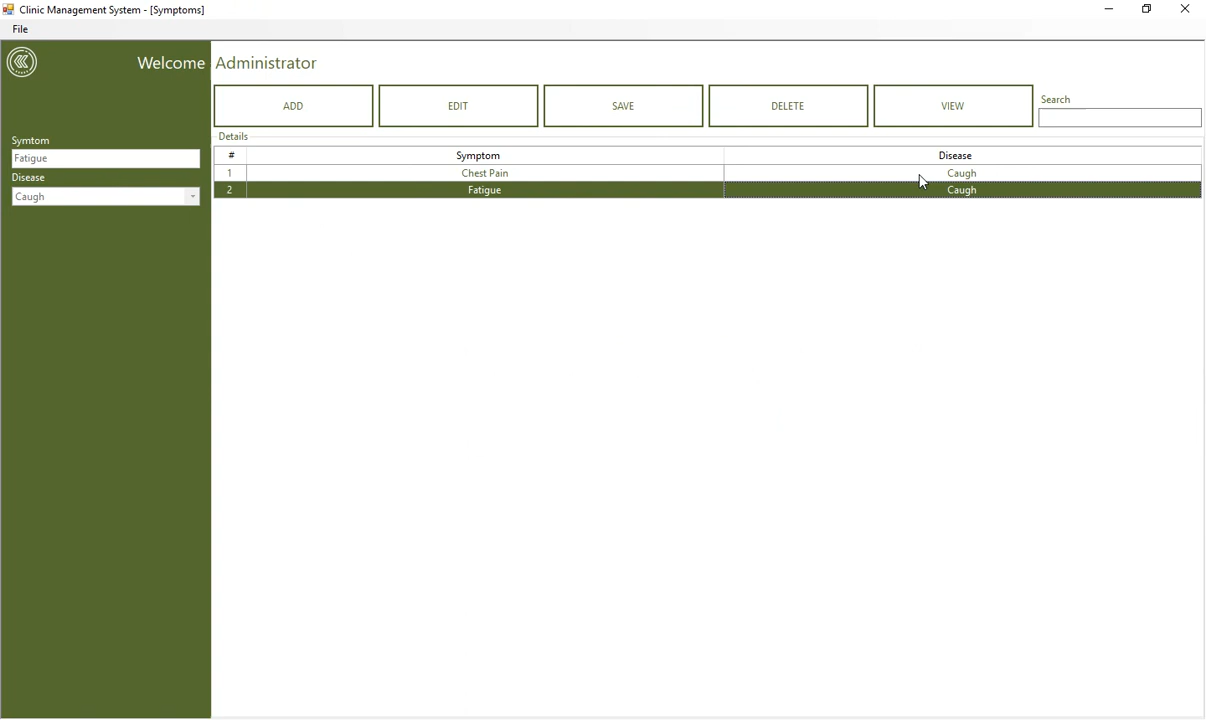 Clinic Management System - [Symptoms]
File
Welcome Administrator
ADD EDIT SAVE DELETE VIEW
Search
Details
Symtom
Fatigue
Disease
Caugh
# Symptom Disease
1 Chest Pain Caugh
2 Fatigue Caugh